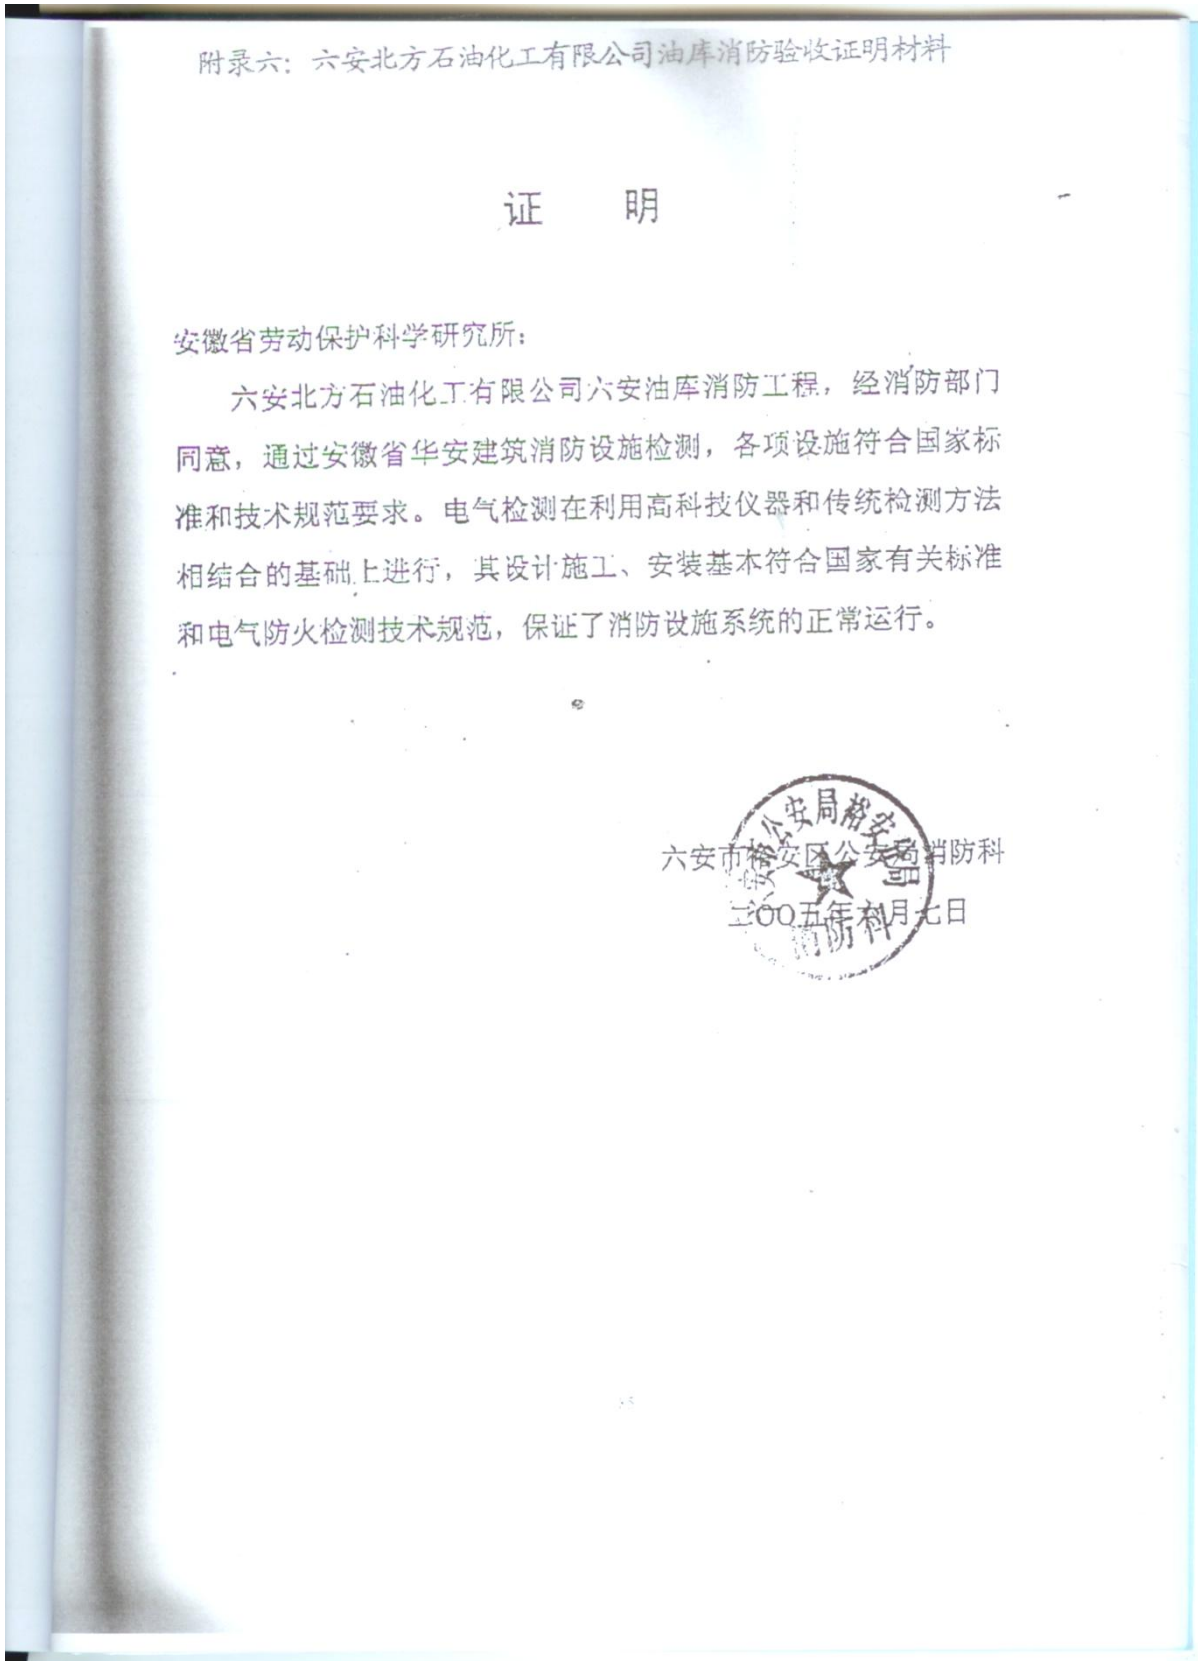 附录六：六安北方石油化工有限公司油库消防验收证明材料
证 明
安徽省劳动保护科学研究所：
六安北方石油化工有限公司六安油库消防工程，经消防部门
同意，通过安徽省华安建筑消防设施检测，各项设施符合国家标
准和技术规范要求。电气检测在利用高科技仪器和传统检测方法
相结合的基础上进行，其设计施工、安装基本符合国家有关标准
和电气防火检测技术规范，保证了消防设施系统的正常运行。
六安市裕安区公安局消防科
二〇〇五年六月七日
公安局裕安分局
消防科